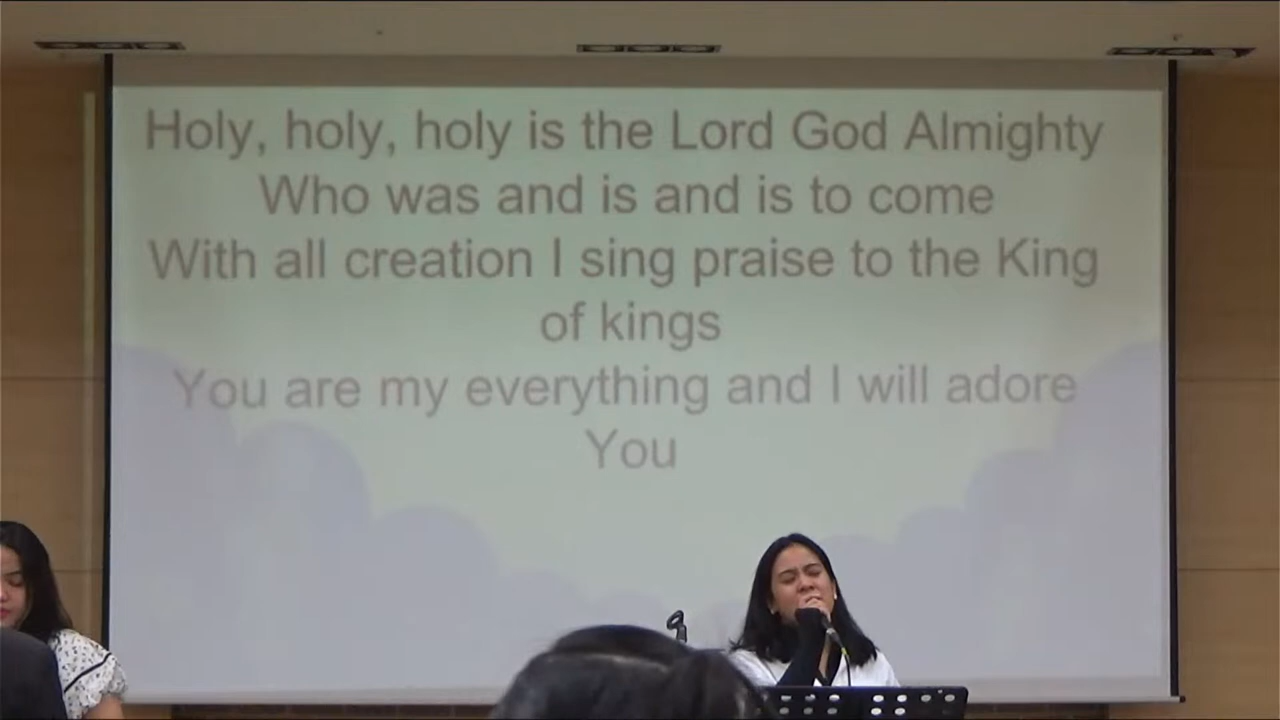 Holy, holy, holy is the Lord God Almighty
Who was and is and is to come
With all creation I sing praise to the King
of kings
You are my everything and I will adore
You